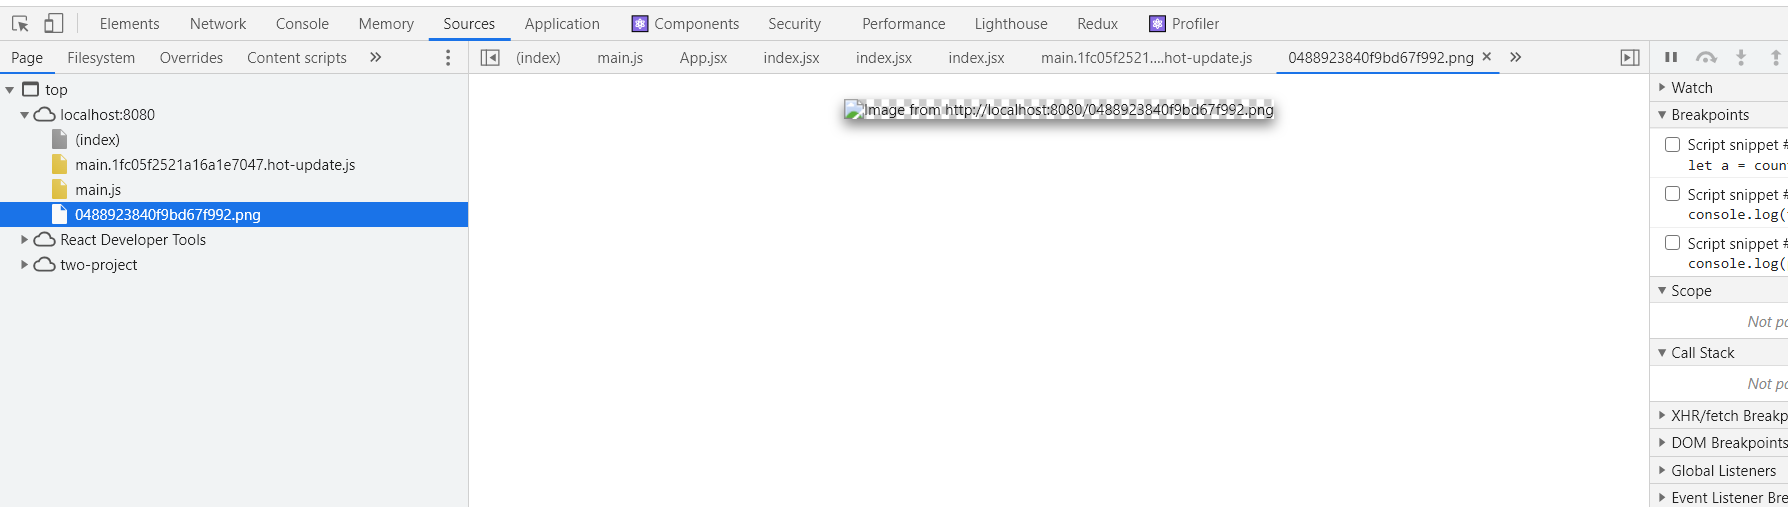 Elements Network Console Memory Sources Application Components Security Performance Lighthouse Redux Profiler
Page Filesystem Overrides Content scripts »
(index) main.js App.jsx index.jsx index.jsx index.jsx main.1fc05f2521....hot-update.js 0488923840f9bd67f992.png × »
top
localhost:8080
(index)
main.1fc05f2521a16a1e7047.hot-update.js
main.js
0488923840f9bd67f992.png
React Developer Tools
two-project
Image from http://localhost:8080/0488923840f9bd67f992.png
Watch
Breakpoints
Script snippet #
let a = coun
Script snippet #
console.log(
Script snippet #
console.log(
Scope
Not pa
Call Stack
Not pa
XHR/fetch Breakp
DOM Breakpoints
Global Listeners
Event Listener Bre